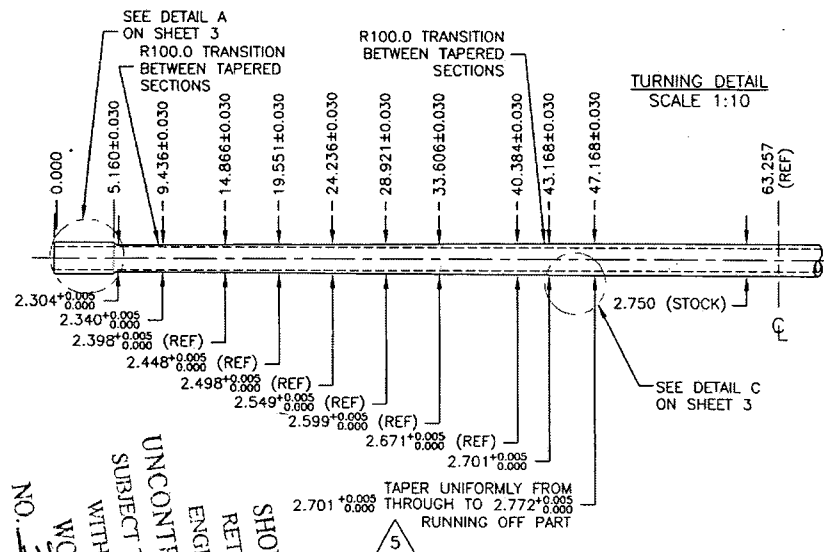 SEE DETAIL A
ON SHEET 3
R100.0 TRANSITION
BETWEEN TAPERED
SECTIONS
R100.0 TRANSITION
BETWEEN TAPERED
SECTIONS
TURNING DETAIL
SCALE 1:10
0.000
5.160±0.030
9.436±0.030
14.866±0.030
19.551±0.030
24.236±0.030
28.921±0.030
33.606±0.030
40.384±0.030
43.168±0.030
47.168±0.030
63.257
(REF)
2.304+0.005 0.000
2.340+0.005 0.000
2.398+0.005 0.000 (REF)
2.448+0.005 0.000 (REF)
2.498+0.005 0.000 (REF)
2.549+0.005 0.000 (REF)
2.599+0.005 0.000 (REF)
2.671+0.005 0.000 (REF)
2.701+0.005 0.000
2.750 (STOCK)
SEE DETAIL C
ON SHEET 3
TAPER UNIFORMLY FROM
2.701 +0.005 0.000 THROUGH TO 2.772+0.005 0.000
RUNNING OFF PART
5
SHO
RET
ENG
UNCONT
SUBJECT
WITH
WO
NO.